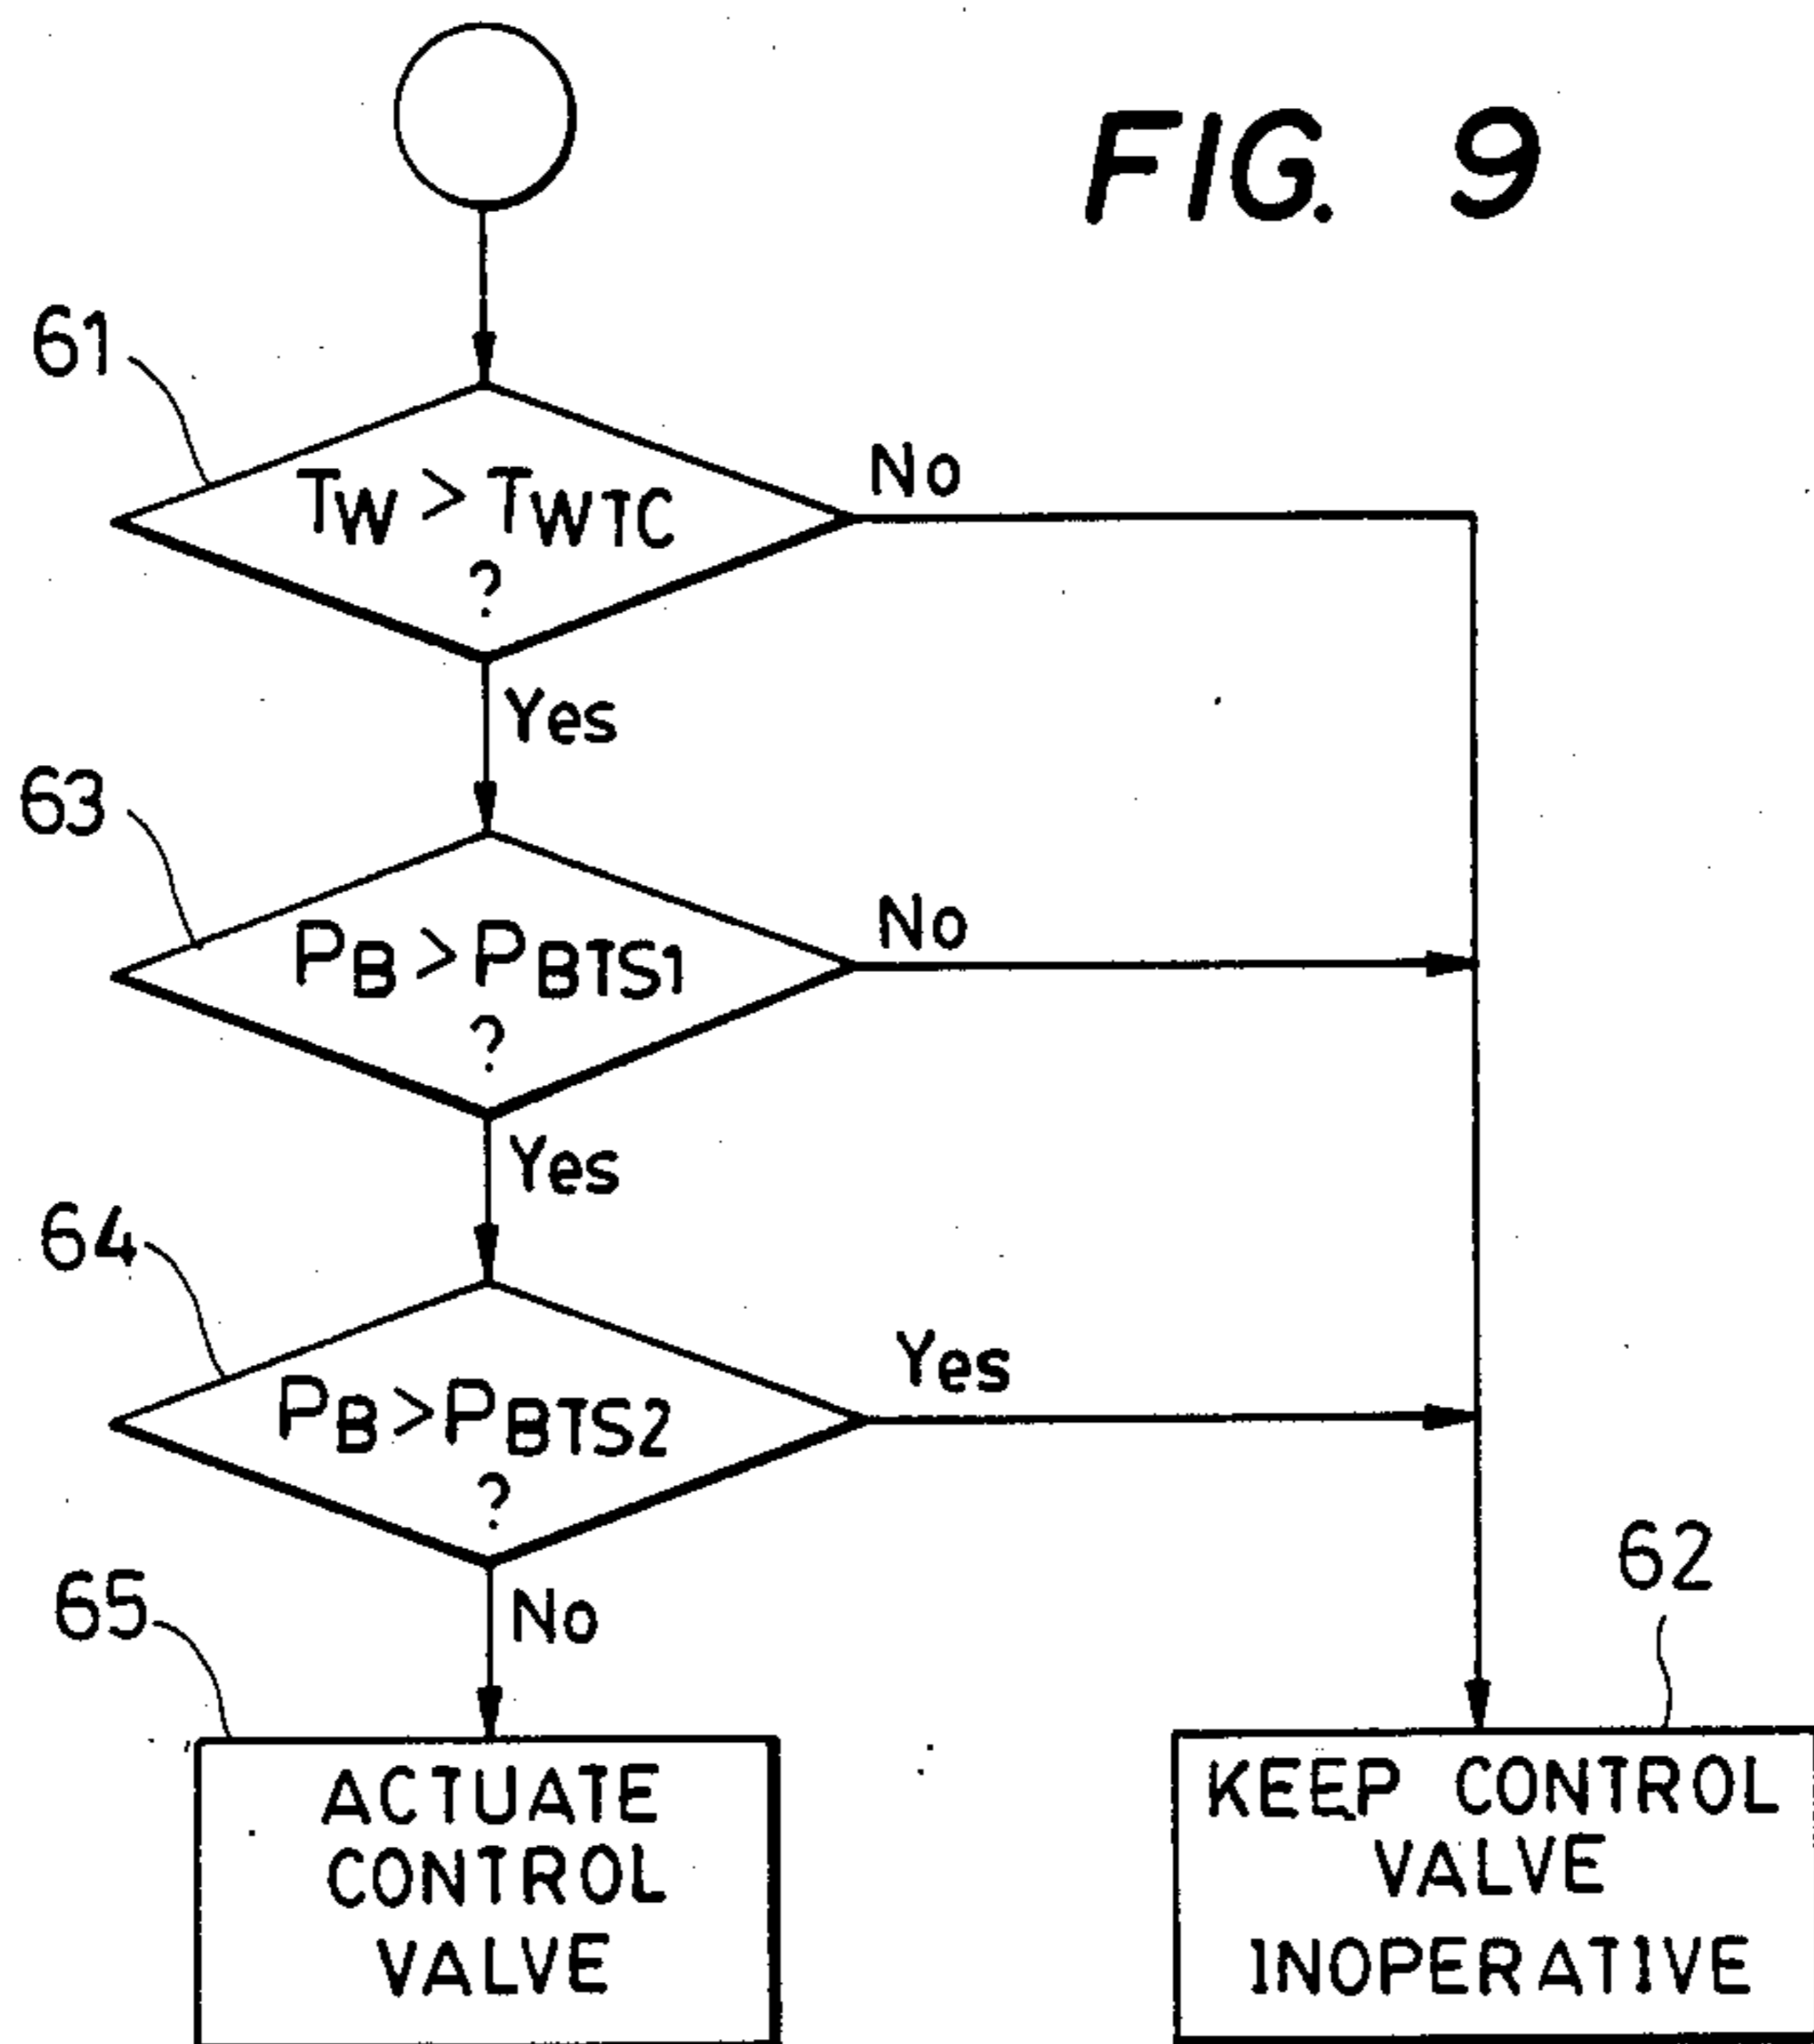 FIG. 9
61
TW > TWTC
?
No
Yes
63
PB > PBTS1
?
No
Yes
64
PB > PBTS2
?
Yes
No
65
62
ACTUATE
CONTROL
VALVE
KEEP CONTROL
VALVE
INOPERATIVE